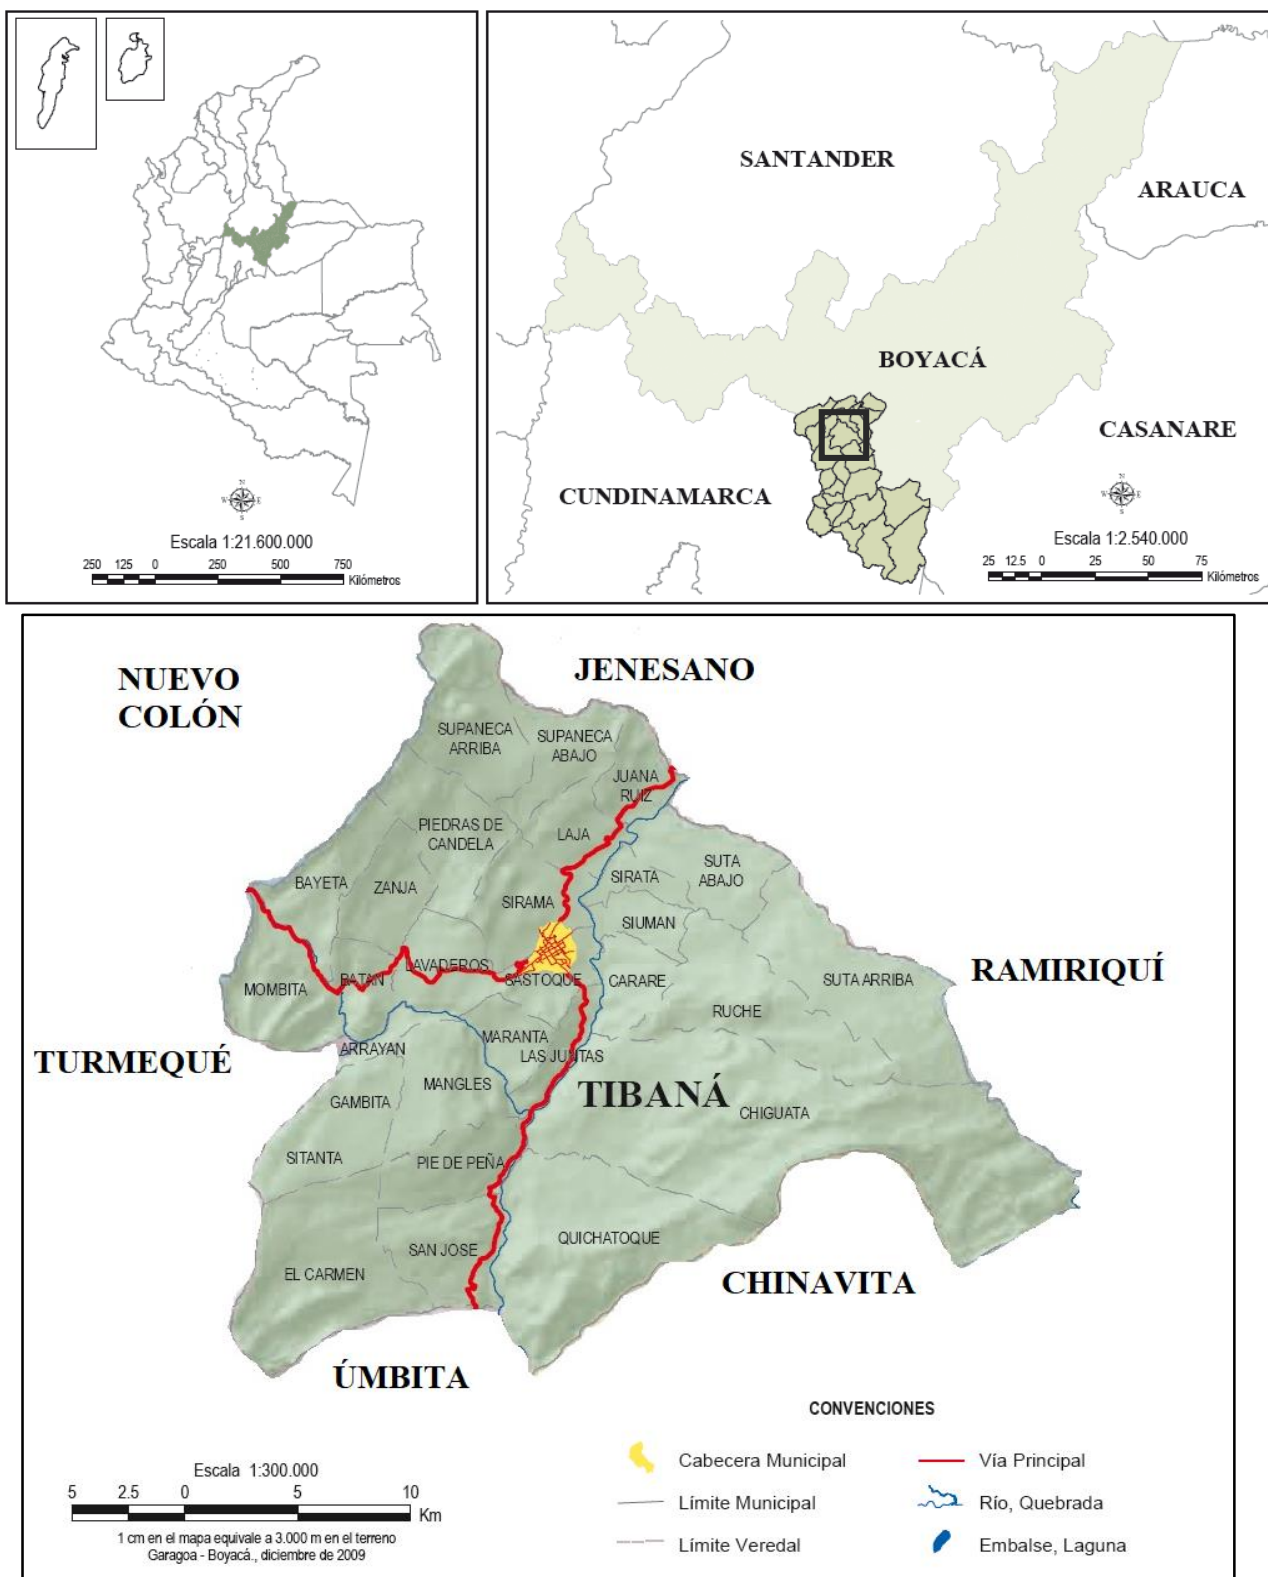 N
W E
S
Escala 1:21.600.000
250 125 0 250 500 750
Kilómetros
SANTANDER
ARAUCA
BOYACÁ
CASANARE
CUNDINAMARCA
N
W E
S
Escala 1:2.540.000
25 12.5 0 25 50 75
Kilómetros
NUEVO
COLÓN
JENESANO
SUPANECA
ARRIBA
SUPANECA
ABAJO
JUANA
RUIZ
PIEDRAS DE
CANDELA
LAJA
SUTA
ABAJO
SIRATA
BAYETA
ZANJA
SIRAMA
SIUMAN
RAMIRIQUÍ
MOMBITA
BATAN
LAVADEROS
SASTOQUE
CARARE
SUTA ARRIBA
RUCHE
TURMEQUÉ
ARRAYAN
MARANTA
LAS JUNTAS
MANGLES
TIBANÁ
GAMBITA
CHIGUATA
SITANTA
PIE DE PEÑA
QUICHATOQUE
SAN JOSE
EL CARMEN
CHINAVITA
ÚMBITA
CONVENCIONES
Cabecera Municipal
Vía Principal
Límite Municipal
Río, Quebrada
Límite Veredal
Embalse, Laguna
Escala 1:300.000
5 2.5 0 5 10
Km
1 cm en el mapa equivale a 3.000 m en el terreno
Garagoa - Boyacá., diciembre de 2009